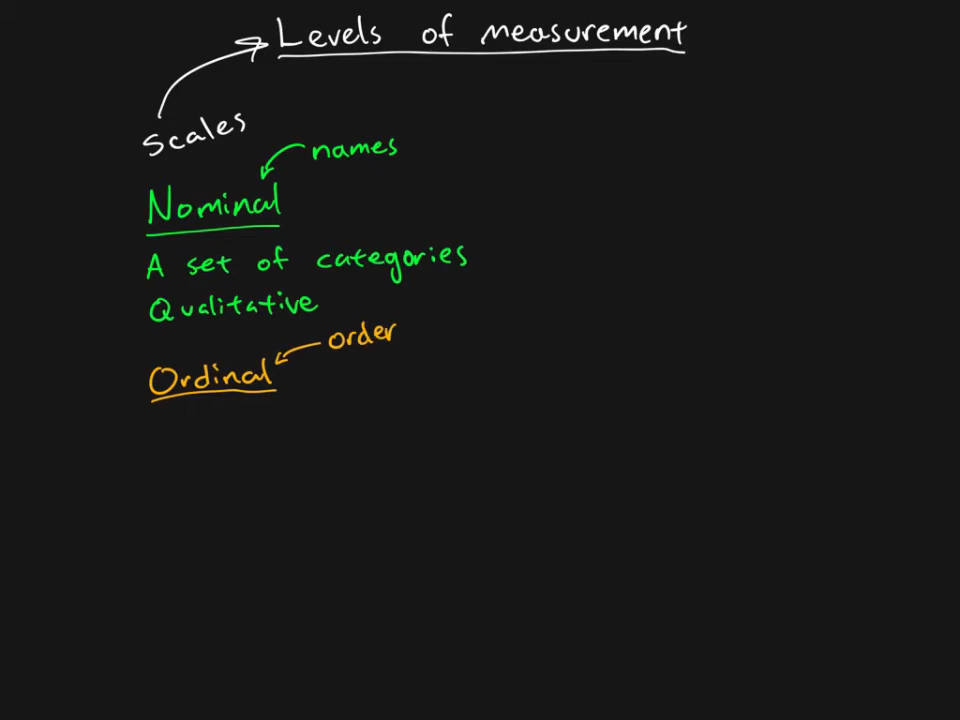 Levels of measurement
Scales
names
Nominal
A set of categories
Qualitative
order
Ordinal